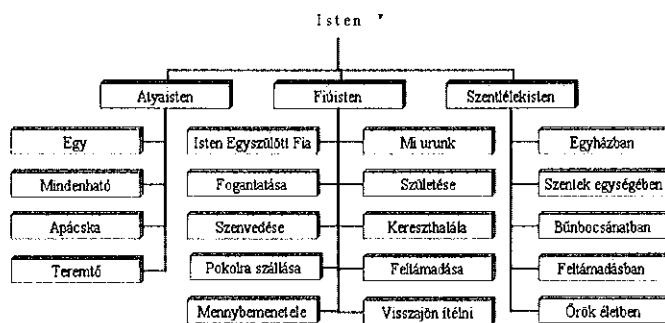 Isten
Atyaisten
Fiúisten
Szentlélekisten
Egy
Isten Egyszülött Fia
Mi urunk
Egyházban
Mindenható
Fogantatása
Születése
Szentek egységében
Apácska
Szenvedése
Kereszthalála
Bűnbocsánatban
Teremtő
Pokolra szállása
Feltámadása
Feltámadásban
Mennybemenetele
Visszajön ítélni
Örök életben